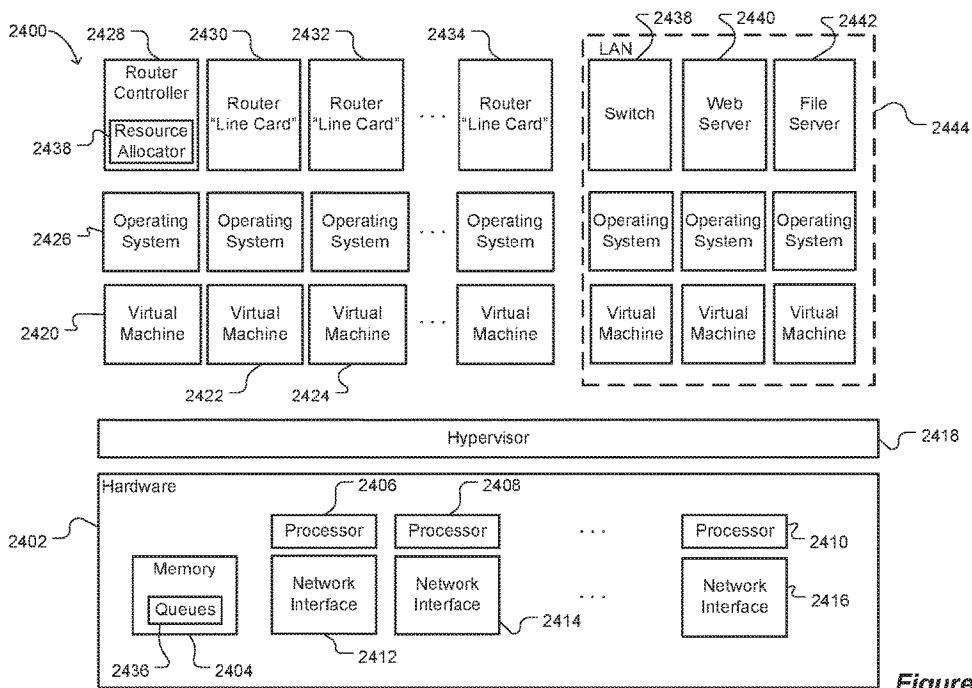 2400
2428
2430
2432
2434
2438
2440
2442
LAN
Router
Controller
Resource
Allocator
2438
Router
"Line Card"
Router
"Line Card"
. . .
Router
"Line Card"
Switch
Web
Server
File
Server
2444
2426
Operating
System
Operating
System
Operating
System
. . .
Operating
System
Operating
System
Operating
System
Operating
System
2420
Virtual
Machine
Virtual
Machine
Virtual
Machine
. . .
Virtual
Machine
Virtual
Machine
Virtual
Machine
Virtual
Machine
2422
2424
Hypervisor
2418
Hardware
2402
2406
2408
Processor
Processor
. . .
Processor
2410
Memory
Queues
2436
2404
Network
Interface
2412
Network
Interface
2414
. . .
Network
Interface
2416
Figure